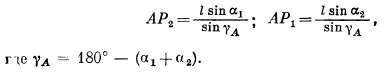 AP₂ = l sin α₁ / sin γ_A ; AP₁ = l sin α₂ / sin γ_A ,
где γ_A = 180° — (α₁+α₂).